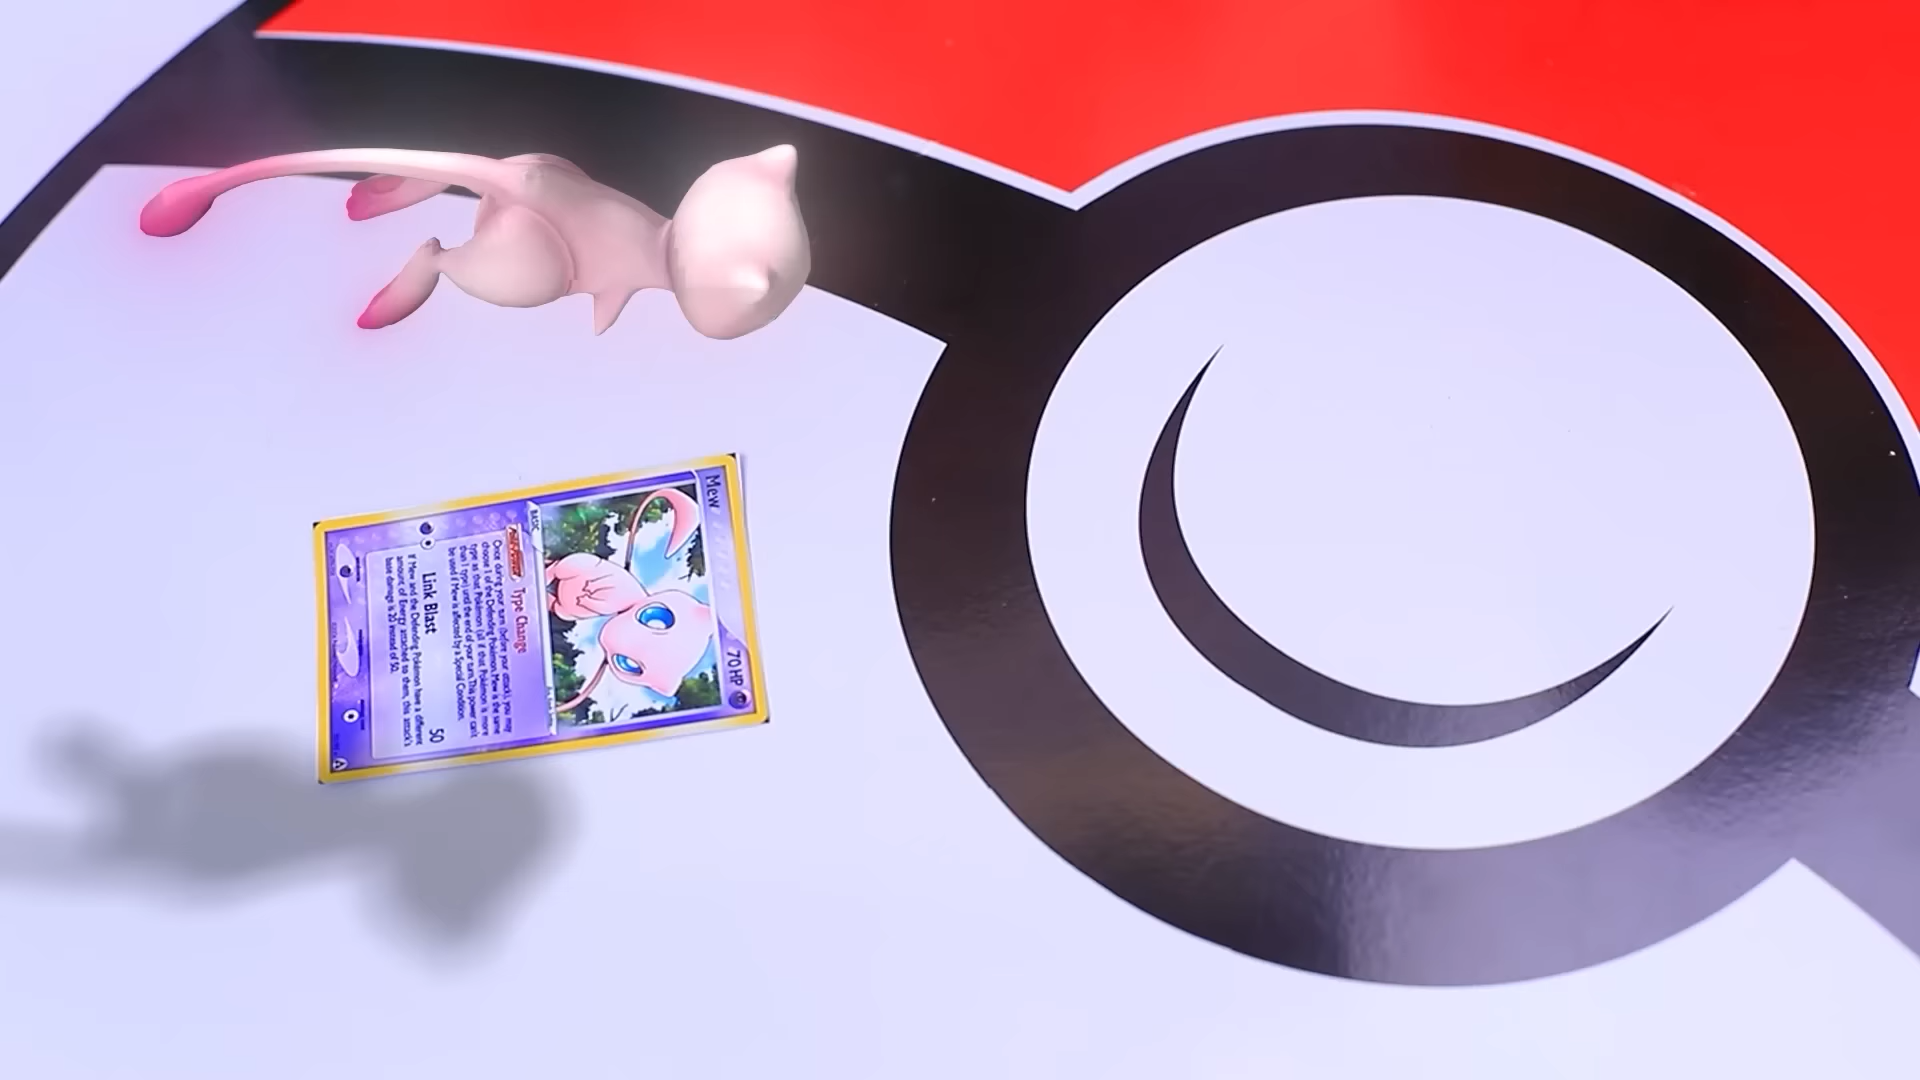 Mew
70 HP
BASIC
Poké-POWER
Type Change
Once during your turn (before your attack), you may
choose 1 of the Defending Pokémon. Mew is the same
type as that Pokémon (all if that Pokémon is more
than 1 type) until the end of your turn. This power can't
be used if Mew is affected by a Special Condition.
Link Blast
50
If Mew and the Defending Pokémon have a different
amount of Energy attached to them, this attack's
base damage is 20 instead of 50.